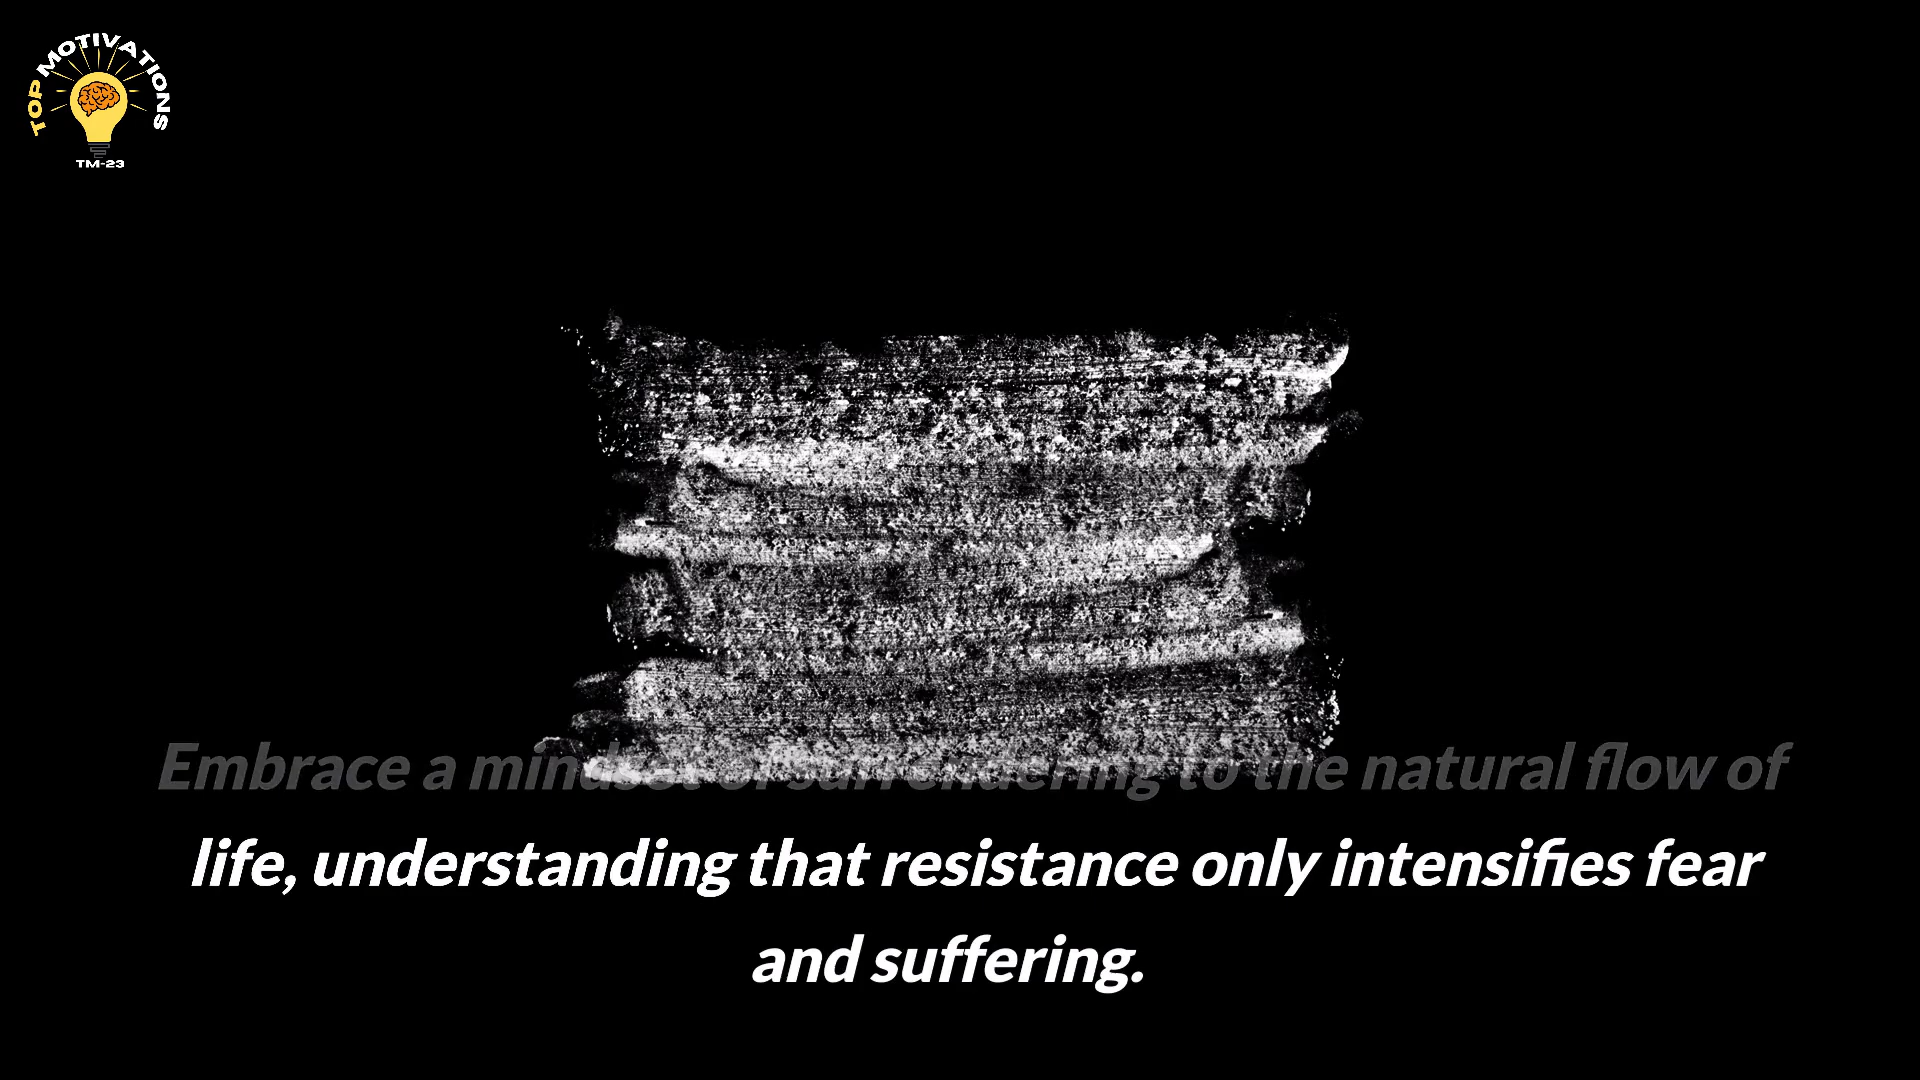 TOP MOTIVATIONS
TM-23
Embrace a mindset of surrendering to the natural flow of
life, understanding that resistance only intensifies fear
and suffering.